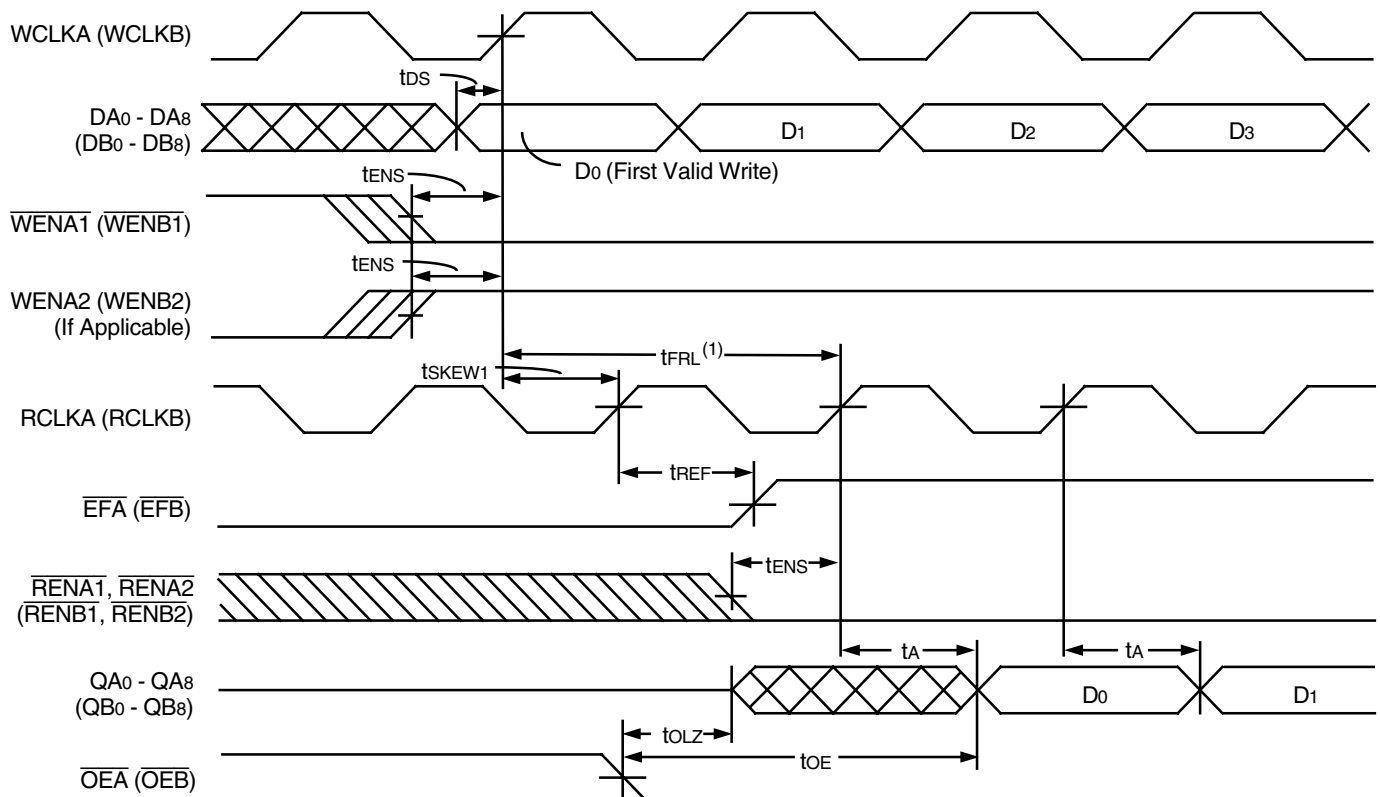 WCLKA (WCLKB)
tDS
DA0 - DA8
(DB0 - DB8)
D1
D2
D3
D0 (First Valid Write)
tENS
WENA1 (WENB1)
tENS
WENA2 (WENB2)
(If Applicable)
tFRL(1)
tSKEW1
RCLKA (RCLKB)
tREF
EFA (EFB)
tENS
RENA1, RENA2
(RENB1, RENB2)
tA
tA
QA0 - QA8
(QB0 - QB8)
D0
D1
tOLZ
tOE
OEA (OEB)